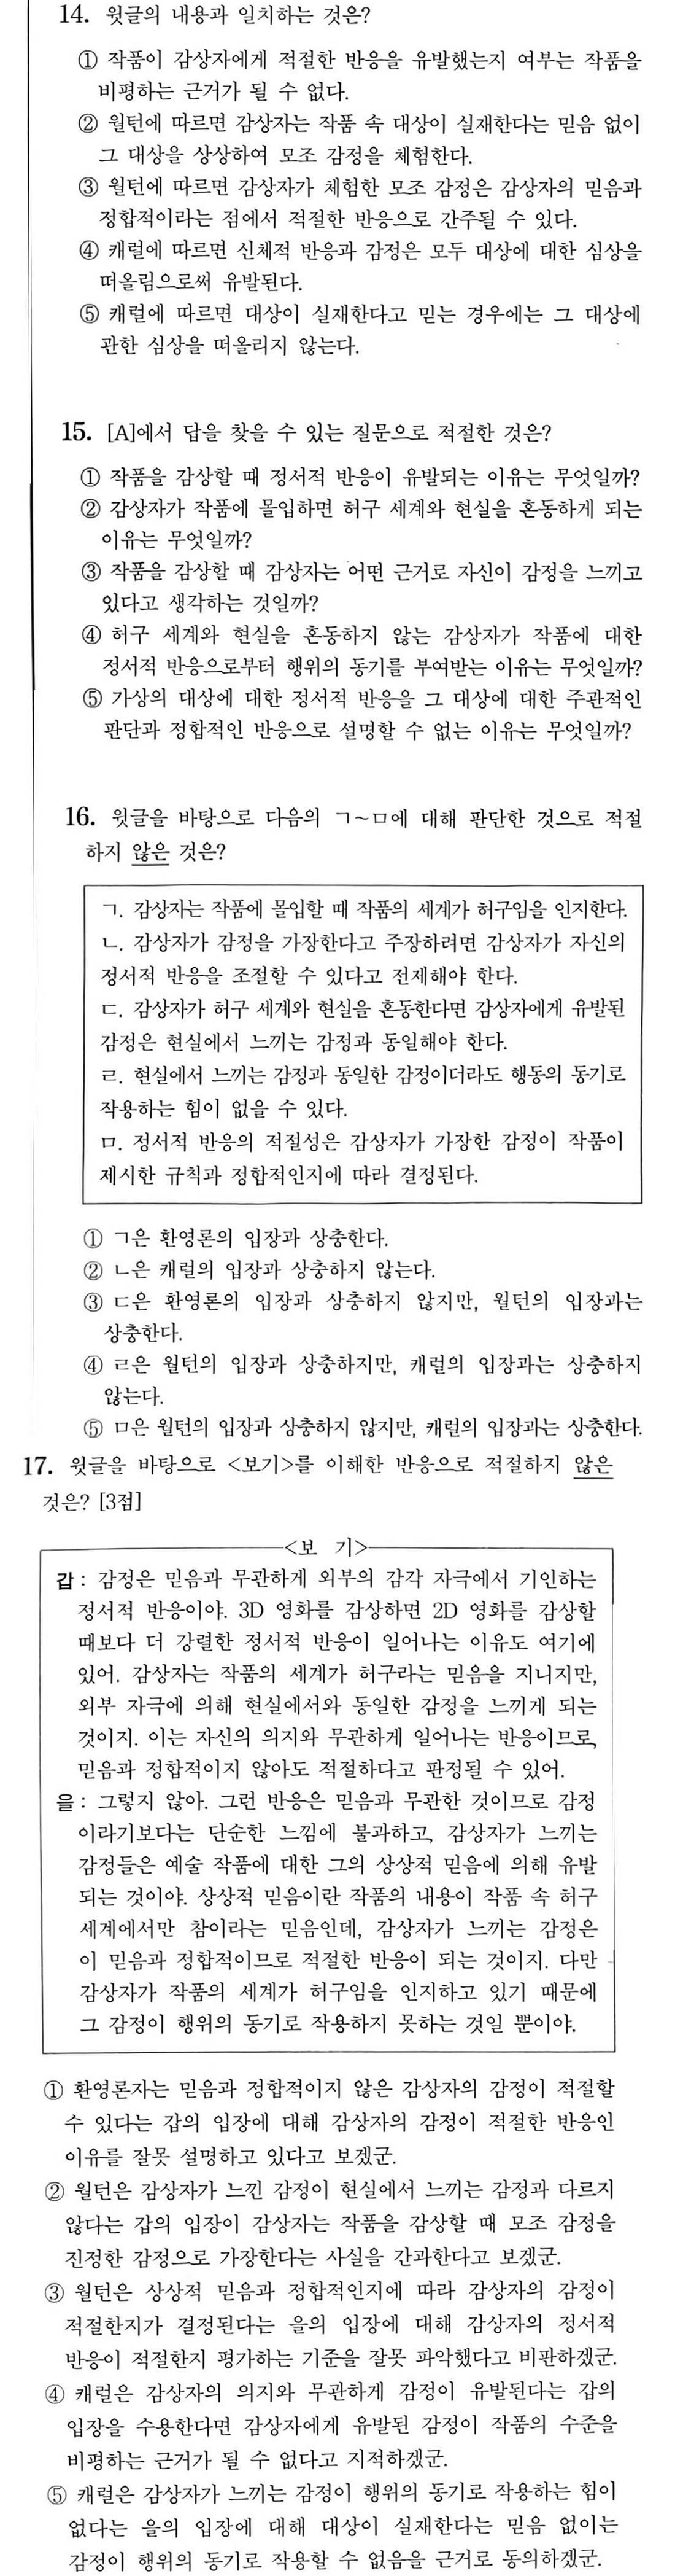 14. 윗글의 내용과 일치하는 것은?
① 작품이 감상자에게 적절한 반응을 유발했는지 여부는 작품을
비평하는 근거가 될 수 없다.
② 월턴에 따르면 감상자는 작품 속 대상이 실재한다는 믿음 없이
그 대상을 상상하여 모조 감정을 체험한다.
③ 월턴에 따르면 감상자가 체험한 모조 감정은 감상자의 믿음과
정합적이라는 점에서 적절한 반응으로 간주될 수 있다.
④ 캐럴에 따르면 신체적 반응과 감정은 모두 대상에 대한 심상을
떠올림으로써 유발된다.
⑤ 캐럴에 따르면 대상이 실재한다고 믿는 경우에는 그 대상에
관한 심상을 떠올리지 않는다.
15. [A]에서 답을 찾을 수 있는 질문으로 적절한 것은?
① 작품을 감상할 때 정서적 반응이 유발되는 이유는 무엇일까?
② 감상자가 작품에 몰입하면 허구 세계와 현실을 혼동하게 되는
이유는 무엇일까?
③ 작품을 감상할 때 감상자는 어떤 근거로 자신이 감정을 느끼고
있다고 생각하는 것일까?
④ 허구 세계와 현실을 혼동하지 않는 감상자가 작품에 대한
정서적 반응으로부터 행위의 동기를 부여받는 이유는 무엇일까?
⑤ 가상의 대상에 대한 정서적 반응을 그 대상에 대한 주관적인
판단과 정합적인 반응으로 설명할 수 없는 이유는 무엇일까?
16. 윗글을 바탕으로 다음의 ㄱ~ㅁ에 대해 판단한 것으로 적절
하지 않은 것은?
ㄱ. 감상자는 작품에 몰입할 때 작품의 세계가 허구임을 인지한다.
ㄴ. 감상자가 감정을 가장한다고 주장하려면 감상자가 자신의
정서적 반응을 조절할 수 있다고 전제해야 한다.
ㄷ. 감상자가 허구 세계와 현실을 혼동한다면 감상자에게 유발된
감정은 현실에서 느끼는 감정과 동일해야 한다.
ㄹ. 현실에서 느끼는 감정과 동일한 감정이더라도 행동의 동기로
작용하는 힘이 없을 수 있다.
ㅁ. 정서적 반응의 적절성은 감상자가 가장한 감정이 작품이
제시한 규칙과 정합적인지에 따라 결정된다.
① ㄱ은 환영론의 입장과 상충한다.
② ㄴ은 캐럴의 입장과 상충하지 않는다.
③ ㄷ은 환영론의 입장과 상충하지 않지만, 월턴의 입장과는
상충한다.
④ ㄹ은 월턴의 입장과 상충하지만, 캐럴의 입장과는 상충하지
않는다.
⑤ ㅁ은 월턴의 입장과 상충하지 않지만, 캐럴의 입장과는 상충한다.
17. 윗글을 바탕으로 <보기>를 이해한 반응으로 적절하지 않은
것은? [3점]
<보 기>
갑 : 감정은 믿음과 무관하게 외부의 감각 자극에서 기인하는
정서적 반응이야. 3D 영화를 감상하면 2D 영화를 감상할
때보다 더 강렬한 정서적 반응이 일어나는 이유도 여기에
있어. 감상자는 작품의 세계가 허구라는 믿음을 지니지만,
외부 자극에 의해 현실에서와 동일한 감정을 느끼게 되는
것이지. 이는 자신의 의지와 무관하게 일어나는 반응이므로,
믿음과 정합적이지 않아도 적절하다고 판정될 수 있어.
을 : 그렇지 않아. 그런 반응은 믿음과 무관한 것이므로 감정
이라기보다는 단순한 느낌에 불과하고, 감상자가 느끼는
감정들은 예술 작품에 대한 그의 상상적 믿음에 의해 유발
되는 것이야. 상상적 믿음이란 작품의 내용이 작품 속 허구
세계에서만 참이라는 믿음인데, 감상자가 느끼는 감정은
이 믿음과 정합적이므로 적절한 반응이 되는 것이지. 다만
감상자가 작품의 세계가 허구임을 인지하고 있기 때문에
그 감정이 행위의 동기로 작용하지 못하는 것일 뿐이야.
① 환영론자는 믿음과 정합적이지 않은 감상자의 감정이 적절할
수 있다는 갑의 입장에 대해 감상자의 감정이 적절한 반응인
이유를 잘못 설명하고 있다고 보겠군.
② 월턴은 감상자가 느낀 감정이 현실에서 느끼는 감정과 다르지
않다는 갑의 입장이 감상자는 작품을 감상할 때 모조 감정을
진정한 감정으로 가장한다는 사실을 간과한다고 보겠군.
③ 월턴은 상상적 믿음과 정합적인지에 따라 감상자의 감정이
적절한지가 결정된다는 을의 입장에 대해 감상자의 정서적
반응이 적절한지 평가하는 기준을 잘못 파악했다고 비판하겠군.
④ 캐럴은 감상자의 의지와 무관하게 감정이 유발된다는 갑의
입장을 수용한다면 감상자에게 유발된 감정이 작품의 수준을
비평하는 근거가 될 수 없다고 지적하겠군.
⑤ 캐럴은 감상자가 느끼는 감정이 행위의 동기로 작용하는 힘이
없다는 을의 입장에 대해 대상이 실재한다는 믿음 없이는
감정이 행위의 동기로 작용할 수 없음을 근거로 동의하겠군.